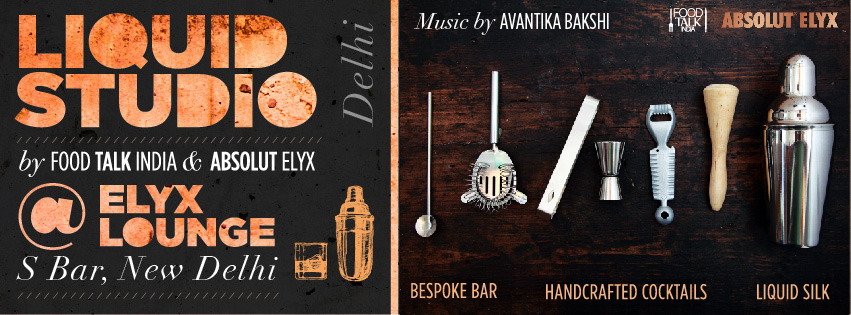 LIQUID
STUDIO
Delhi
by FOOD TALK INDIA & ABSOLUT ELYX
@ ELYX
LOUNGE
S Bar, New Delhi
Music by AVANTIKA BAKSHI
FOOD
TALK
INDIA
ABSOLUT ELYX
BESPOKE BAR
HANDCRAFTED COCKTAILS
LIQUID SILK